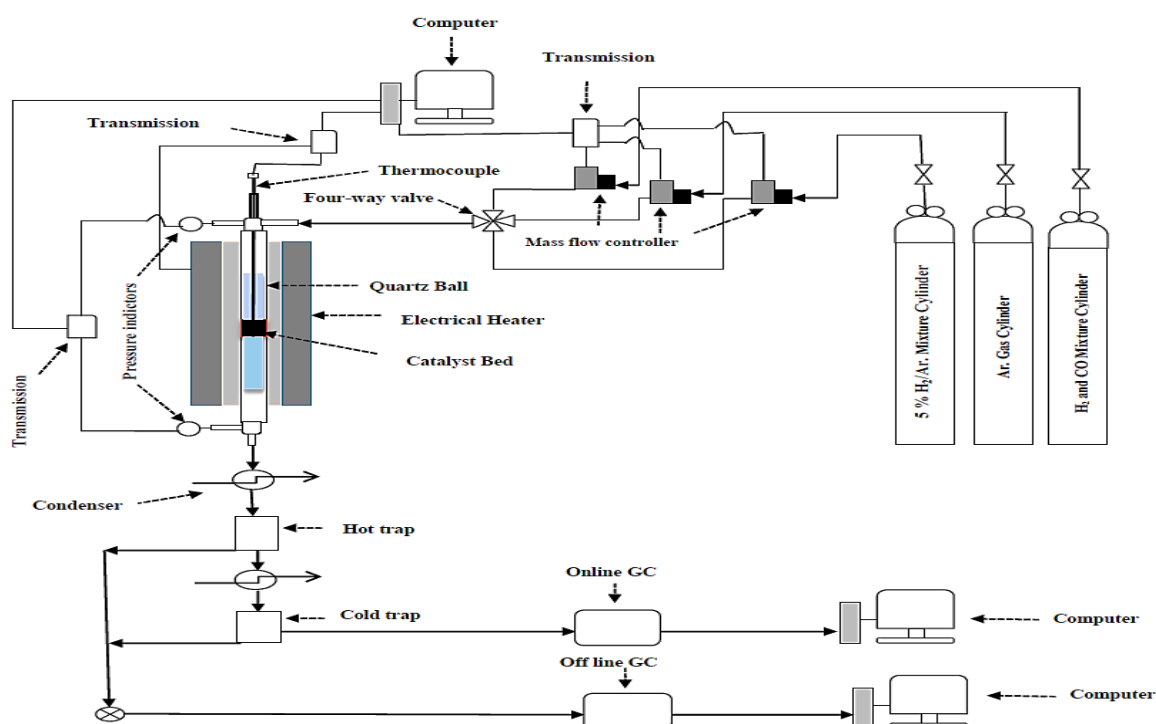 Computer
Transmission
Transmission
Thermocouple
Four-way valve
Mass flow controller
Quartz Ball
Electrical Heater
Catalyst Bed
Pressure indictors
Transmission
5 % H₂/Ar. Mixture Cylinder
Ar. Gas Cylinder
H₂ and CO Mixture Cylinder
Condenser
Hot trap
Online GC
Cold trap
Computer
Off line GC
Computer